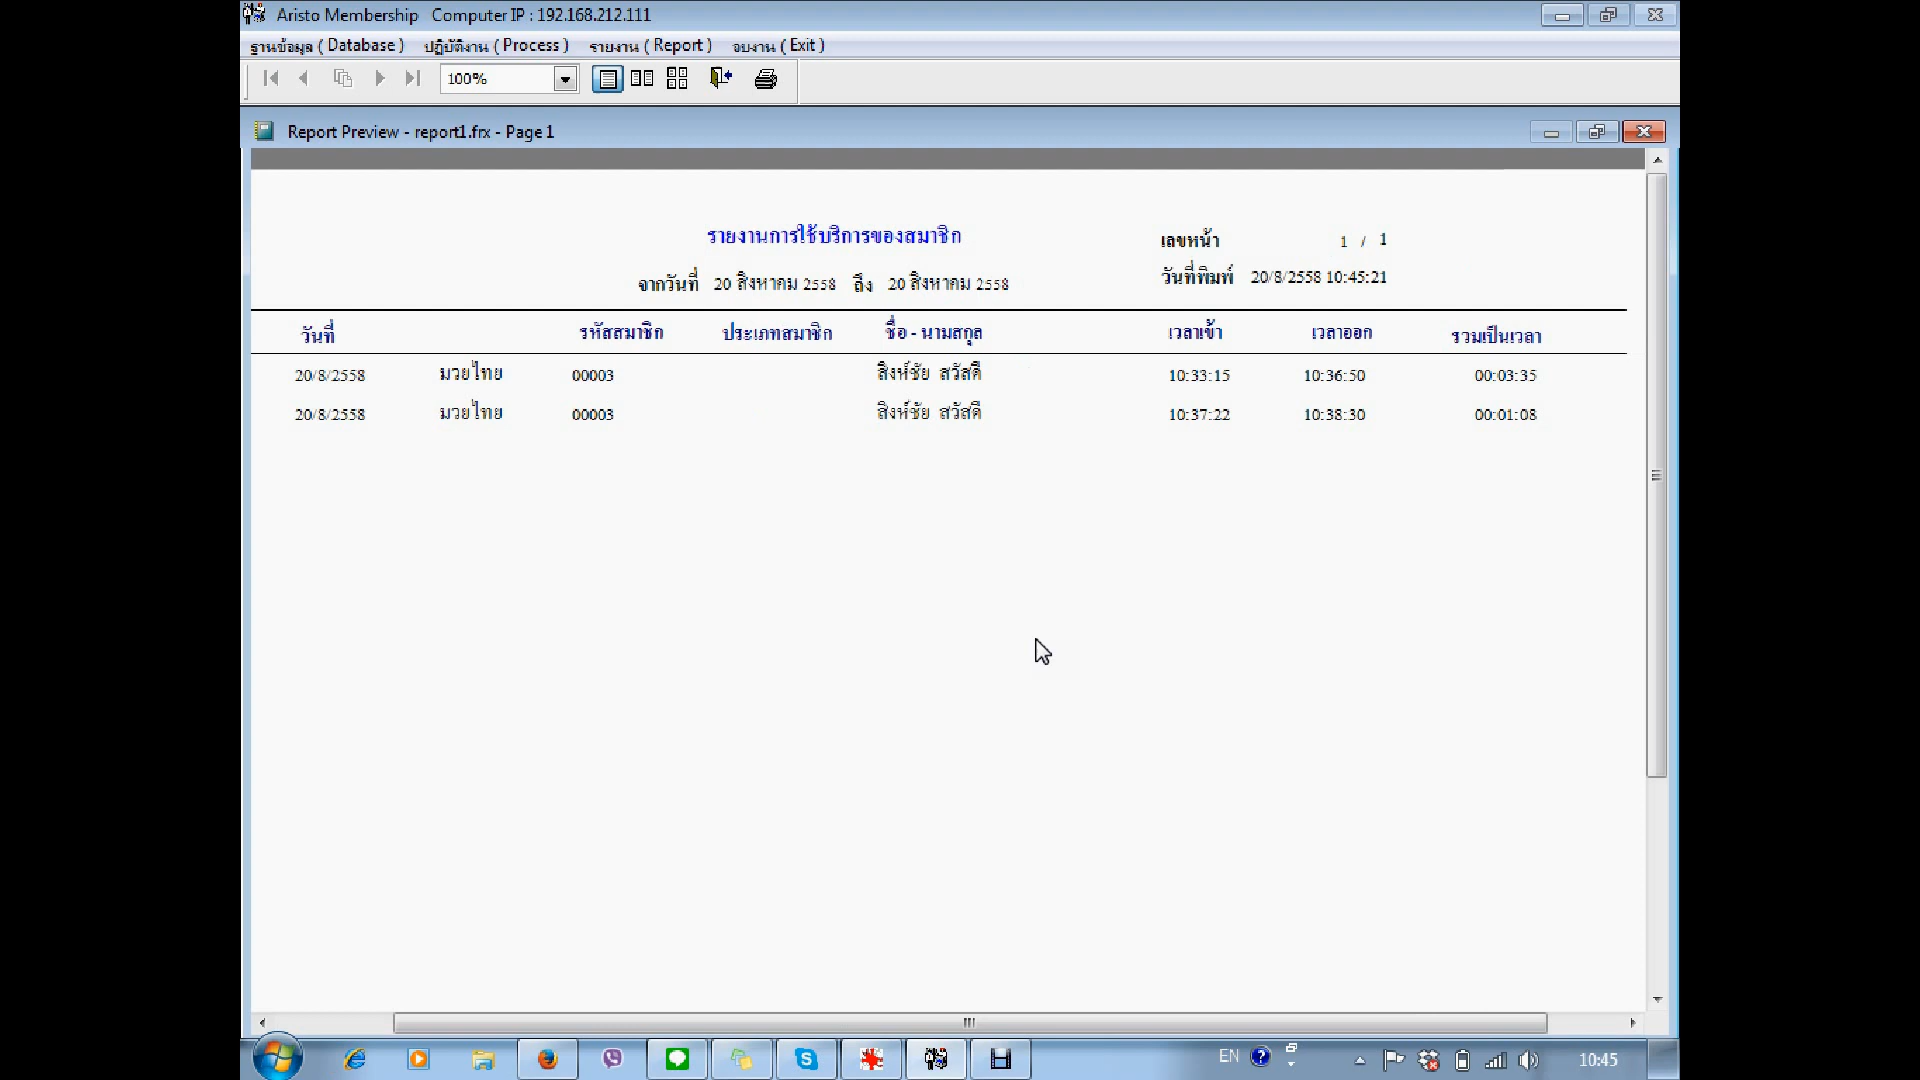 Aristo Membership Computer IP : 192.168.212.111
ฐานข้อมูล ( Database ) ปฏิบัติงาน ( Process ) รายงาน ( Report ) จบงาน ( Exit )
100%
Report Preview - report1.frx - Page 1
รายงานการใช้บริการของสมาชิก เลขหน้า 1 / 1
จากวันที่ 20 สิงหาคม 2558 ถึง 20 สิงหาคม 2558 วันที่พิมพ์ 20/8/2558 10:45:21
วันที่ รหัสสมาชิก ประเภทสมาชิก ชื่อ - นามสกุล เวลาเข้า เวลาออก รวมเป็นเวลา
20/8/2558 มวยไทย 00003 สิงห์ชัย สวัสดี 10:33:15 10:36:50 00:03:35
20/8/2558 มวยไทย 00003 สิงห์ชัย สวัสดี 10:37:22 10:38:30 00:01:08
EN 10:45